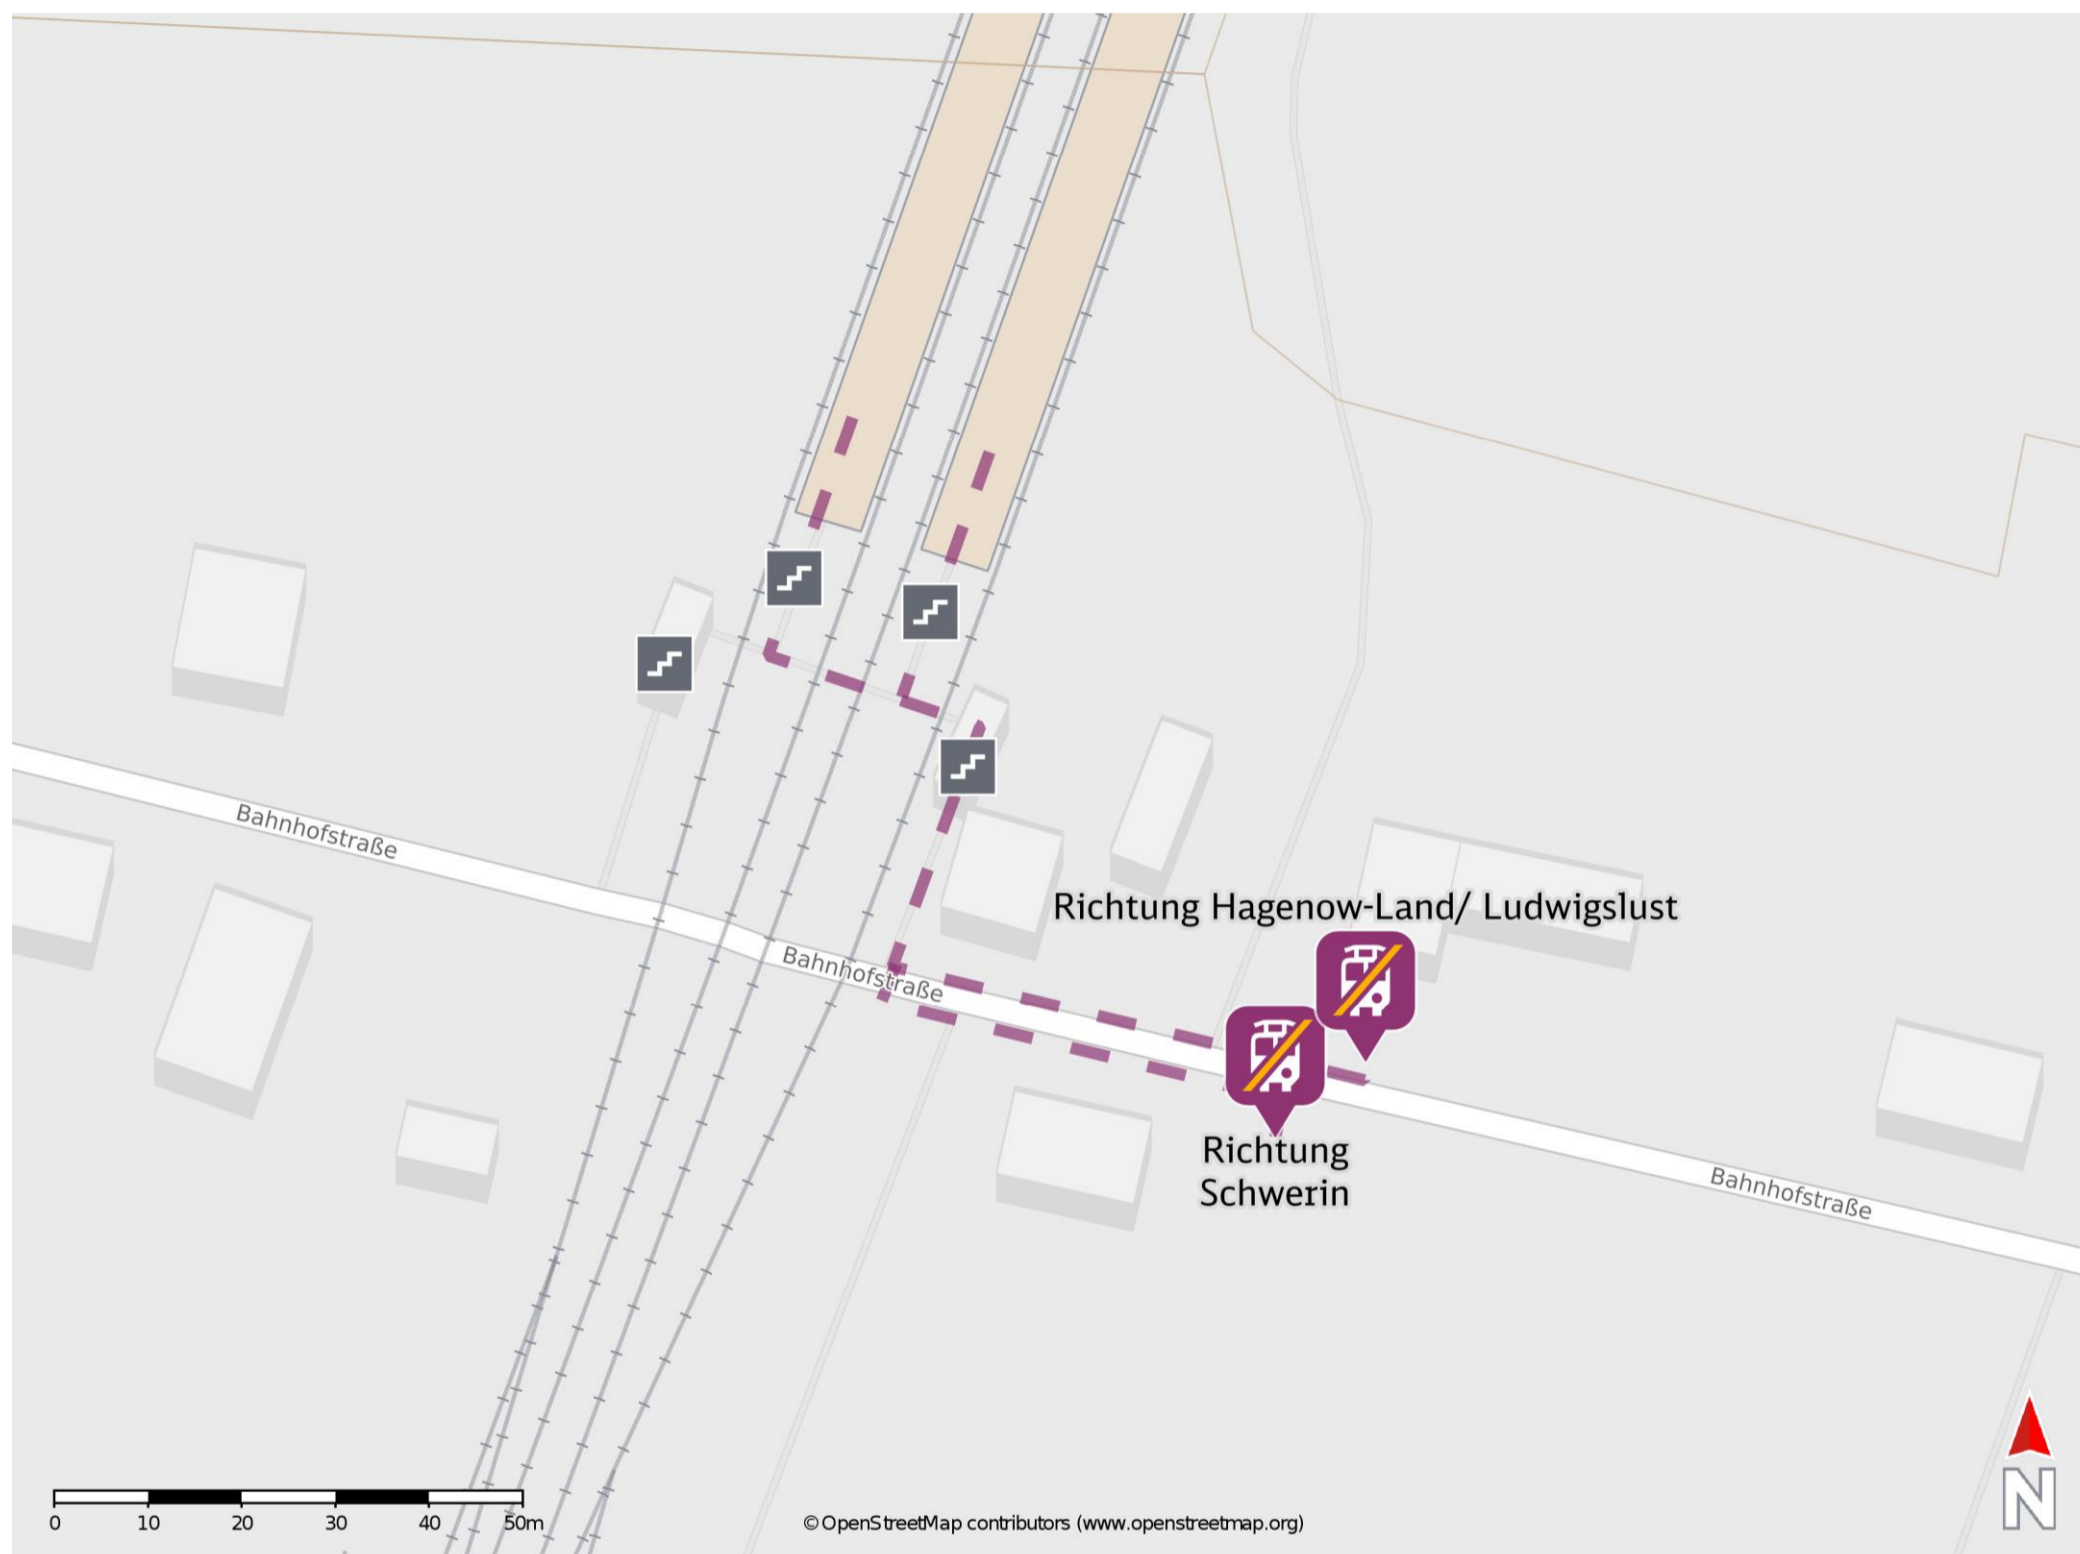 Bahnhofstraße
Richtung Hagenow-Land/ Ludwigslust
Bahnhofstraße
Richtung
Schwerin
Bahnhofstraße
N
0 10 20 30 40 50m
© OpenStreetMap contributors (www.openstreetmap.org)